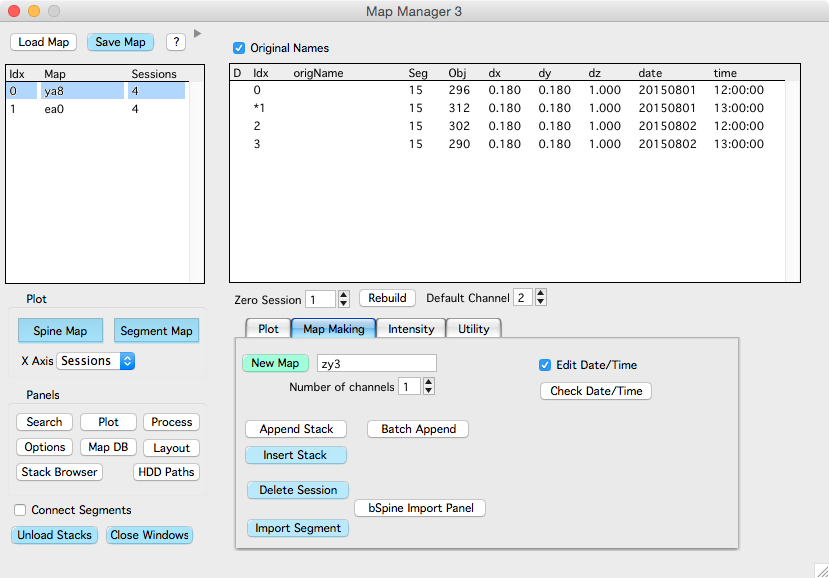 Map Manager 3
Load Map Save Map ?
Original Names
Idx Map Sessions
0 ya8 4
1 ea0 4
D Idx origName Seg Obj dx dy dz date time
0 15 296 0.180 0.180 1.000 20150801 12:00:00
*1 15 312 0.180 0.180 1.000 20150801 13:00:00
2 15 302 0.180 0.180 1.000 20150802 12:00:00
3 15 290 0.180 0.180 1.000 20150802 13:00:00
Plot
Spine Map Segment Map
X Axis Sessions
Panels
Search Plot Process
Options Map DB Layout
Stack Browser HDD Paths
Connect Segments
Unload Stacks Close Windows
Zero Session 1 Rebuild Default Channel 2
Plot Map Making Intensity Utility
New Map zy3
Number of channels 1
Edit Date/Time
Check Date/Time
Append Stack Batch Append
Insert Stack
Delete Session
bSpine Import Panel
Import Segment